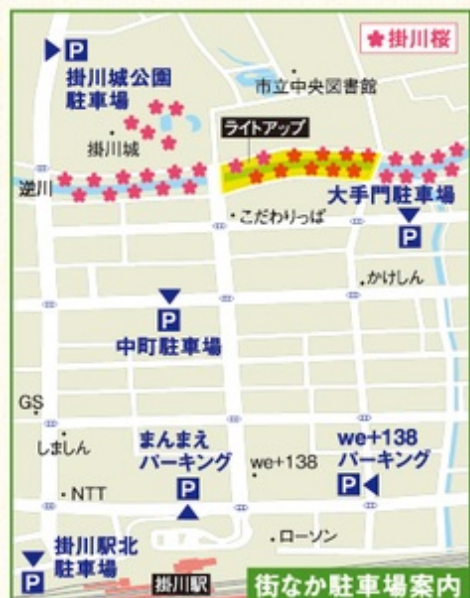 掛川桜
P
掛川城公園
駐車場
市立中央図書館
ライトアップ
掛川城
逆川
大手門駐車場
P
こだわりっぱ
かけしん
P
中町駐車場
GS
しましん
まんまえ
パーキング
P
we+138
we+138
パーキング
P
NTT
掛川駅北
駐車場
P
ローソン
掛川駅
街なか駐車場案内